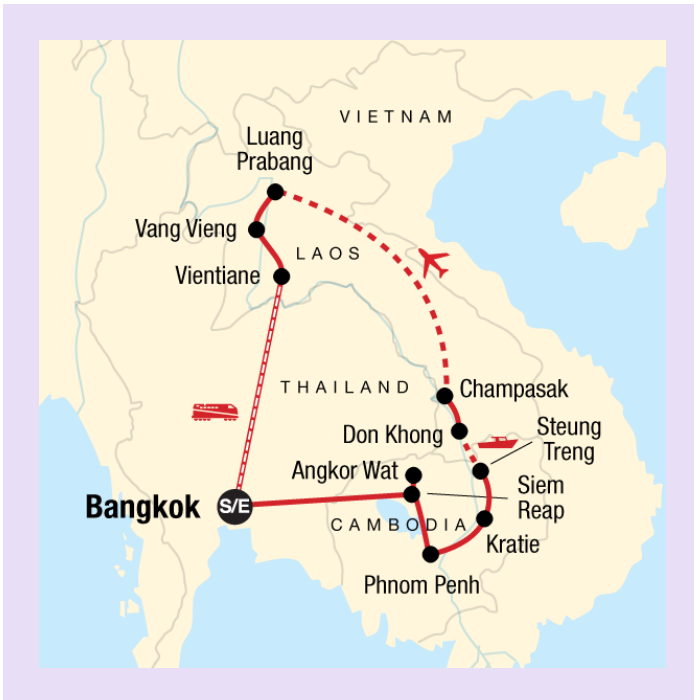 VIETNAM
Luang
Prabang
Vang Vieng
LAOS
Vientiane
THAILAND
Champasak
Don Khong
Steung
Treng
Angkor Wat
Siem
Reap
Bangkok
S/E
CAMBODIA
Kratie
Phnom Penh